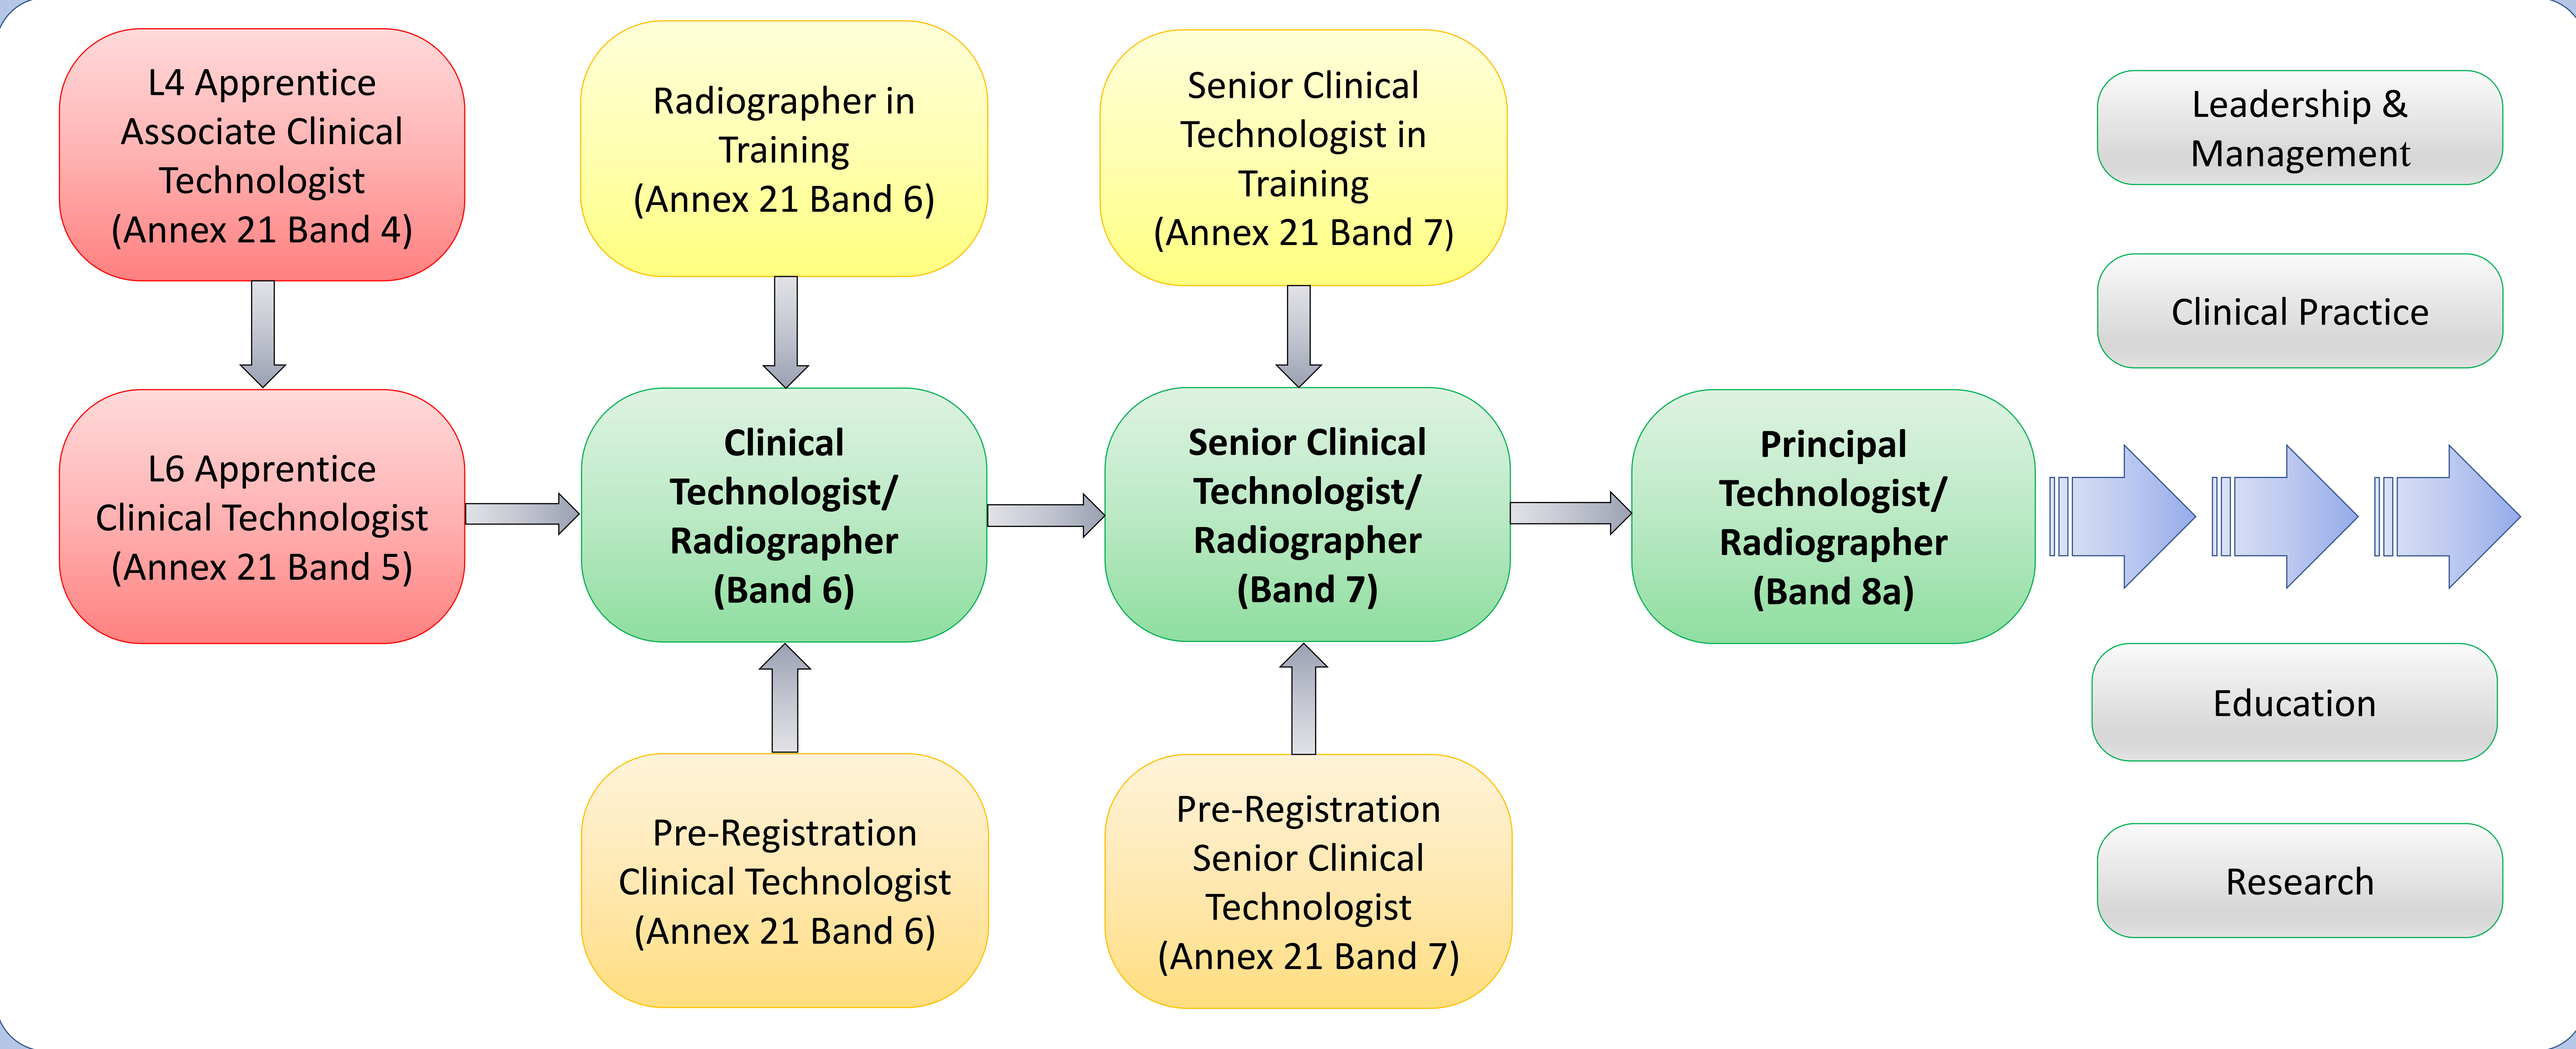 L4 Apprentice
Associate Clinical
Technologist
(Annex 21 Band 4)
Radiographer in
Training
(Annex 21 Band 6)
Senior Clinical
Technologist in
Training
(Annex 21 Band 7)
Leadership &
Management
Clinical Practice
L6 Apprentice
Clinical Technologist
(Annex 21 Band 5)
Clinical
Technologist/
Radiographer
(Band 6)
Senior Clinical
Technologist/
Radiographer
(Band 7)
Principal
Technologist/
Radiographer
(Band 8a)
Pre-Registration
Clinical Technologist
(Annex 21 Band 6)
Pre-Registration
Senior Clinical
Technologist
(Annex 21 Band 7)
Education
Research